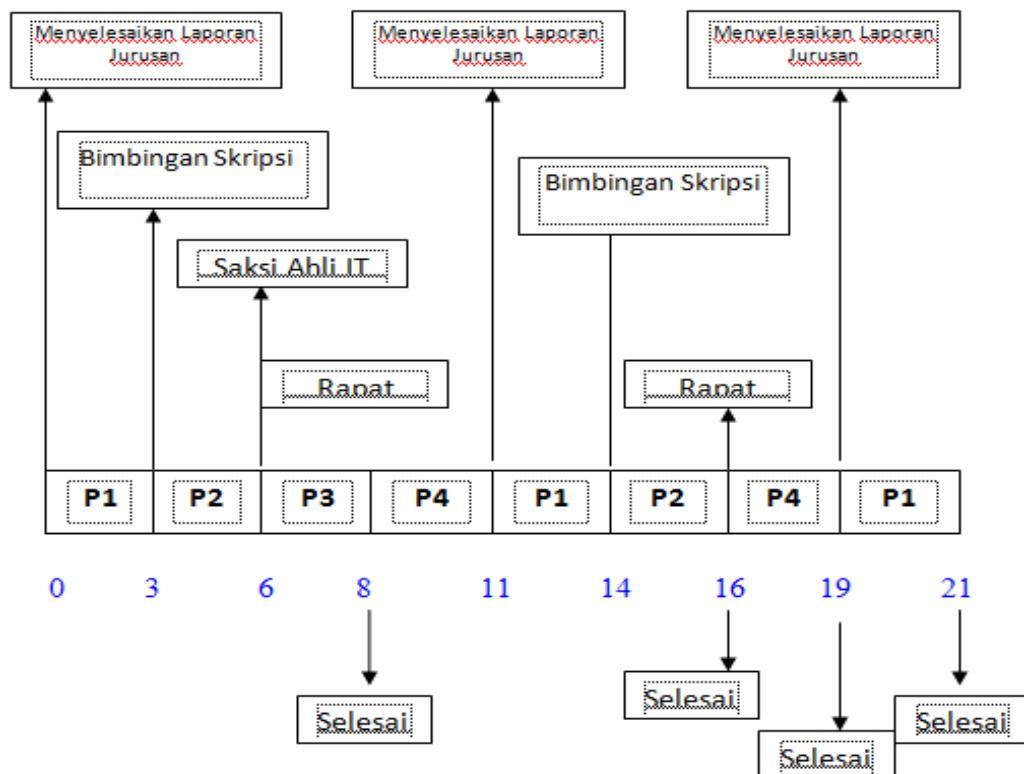 Menyelesaikan Laporan
Jurusan
Menyelesaikan Laporan
Jurusan
Menyelesaikan Laporan
Jurusan
Bimbingan Skripsi
Bimbingan Skripsi
Saksi Ahli IT
Rapat
Rapat
P1 P2 P3 P4 P1 P2 P4 P1
0 3 6 8 11 14 16 19 21
Selesai
Selesai
Selesai
Selesai